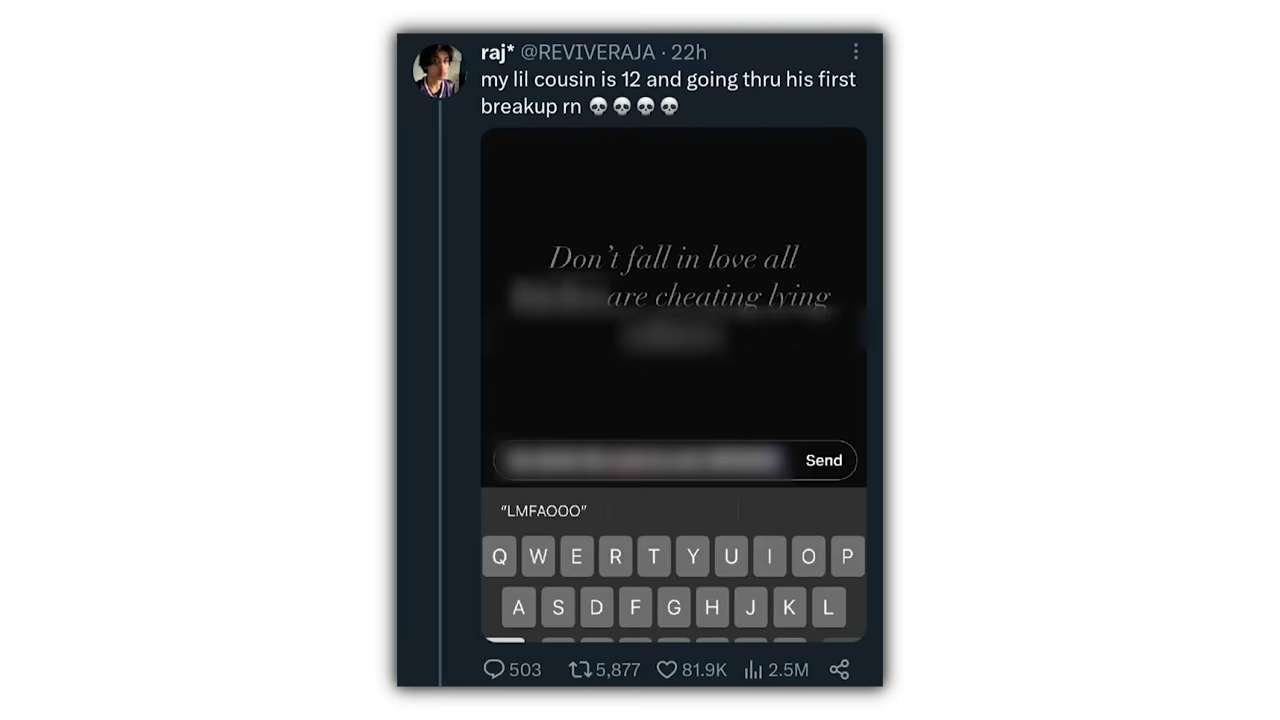 raj* @REVIVERAJA · 22h
my lil cousin is 12 and going thru his first
breakup rn 💀💀💀💀
Don't fall in love all
are cheating lying
Send
"LMFAOOO"
Q W E R T Y U I O P
A S D F G H J K L
503 5,877 81.9K 2.5M